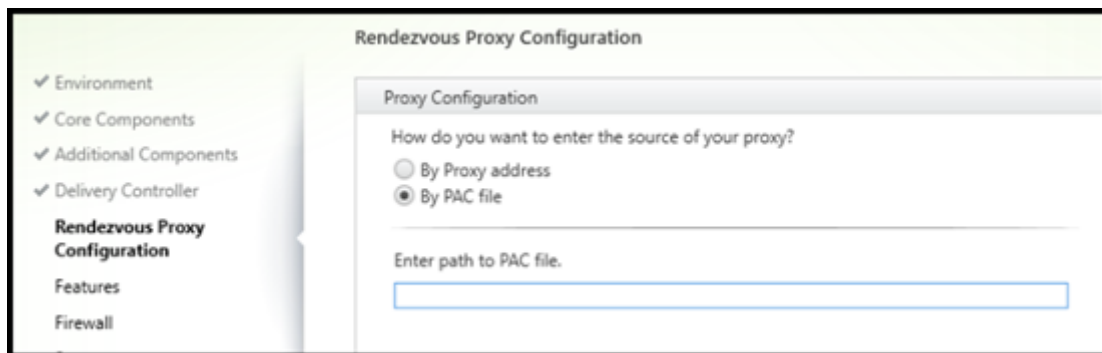 Rendezvous Proxy Configuration
Environment
Core Components
Additional Components
Delivery Controller
Rendezvous Proxy
Configuration
Features
Firewall
Proxy Configuration
How do you want to enter the source of your proxy?
By Proxy address
By PAC file
Enter path to PAC file.